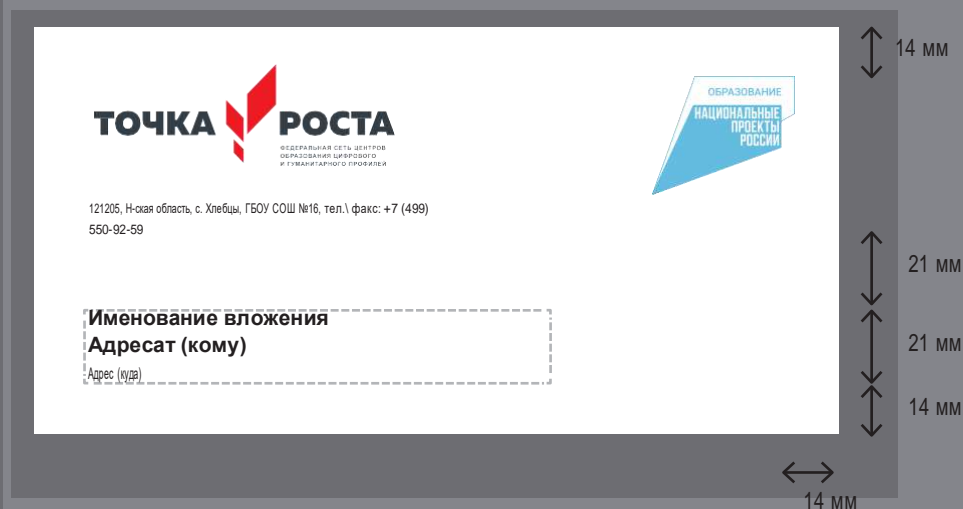 14 мм
ОБРАЗОВАНИЕ
НАЦИОНАЛЬНЫЕ
ПРОЕКТЫ
РОССИИ
ТОЧКА РОСТА
ФЕДЕРАЛЬНАЯ СЕТЬ ЦЕНТРОВ
ОБРАЗОВАНИЯ ЦИФРОВОГО
И ГУМАНИТАРНОГО ПРОФИЛЕЙ
121205, Н-ская область, с. Хлебцы, ГБОУ СОШ №16, тел.\ факс: +7 (499)
550-92-59
21 мм
Именование вложения
Адресат (кому)
Адрес (куда)
21 мм
14 мм
14 мм